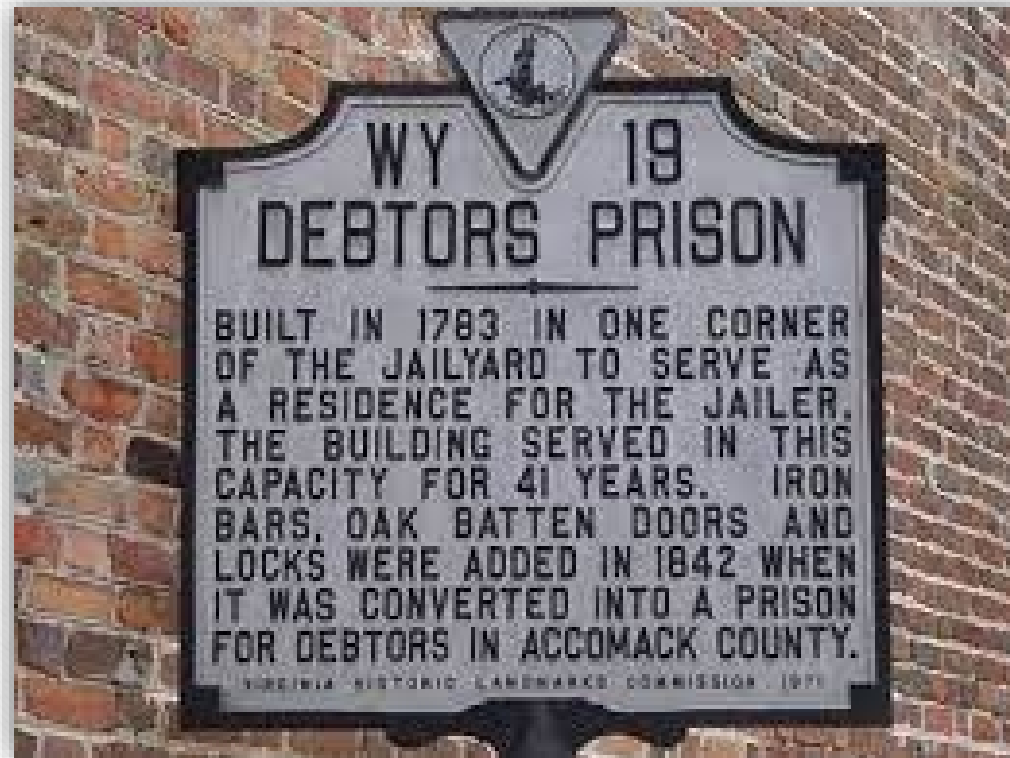 WY 19
DEBTORS PRISON
BUILT IN 1783 IN ONE CORNER
OF THE JAILYARD TO SERVE AS
A RESIDENCE FOR THE JAILER,
THE BUILDING SERVED IN THIS
CAPACITY FOR 41 YEARS. IRON
BARS, OAK BATTEN DOORS AND
LOCKS WERE ADDED IN 1842 WHEN
IT WAS CONVERTED INTO A PRISON
FOR DEBTORS IN ACCOMACK COUNTY.
VIRGINIA HISTORIC LANDMARKS COMMISSION 1971